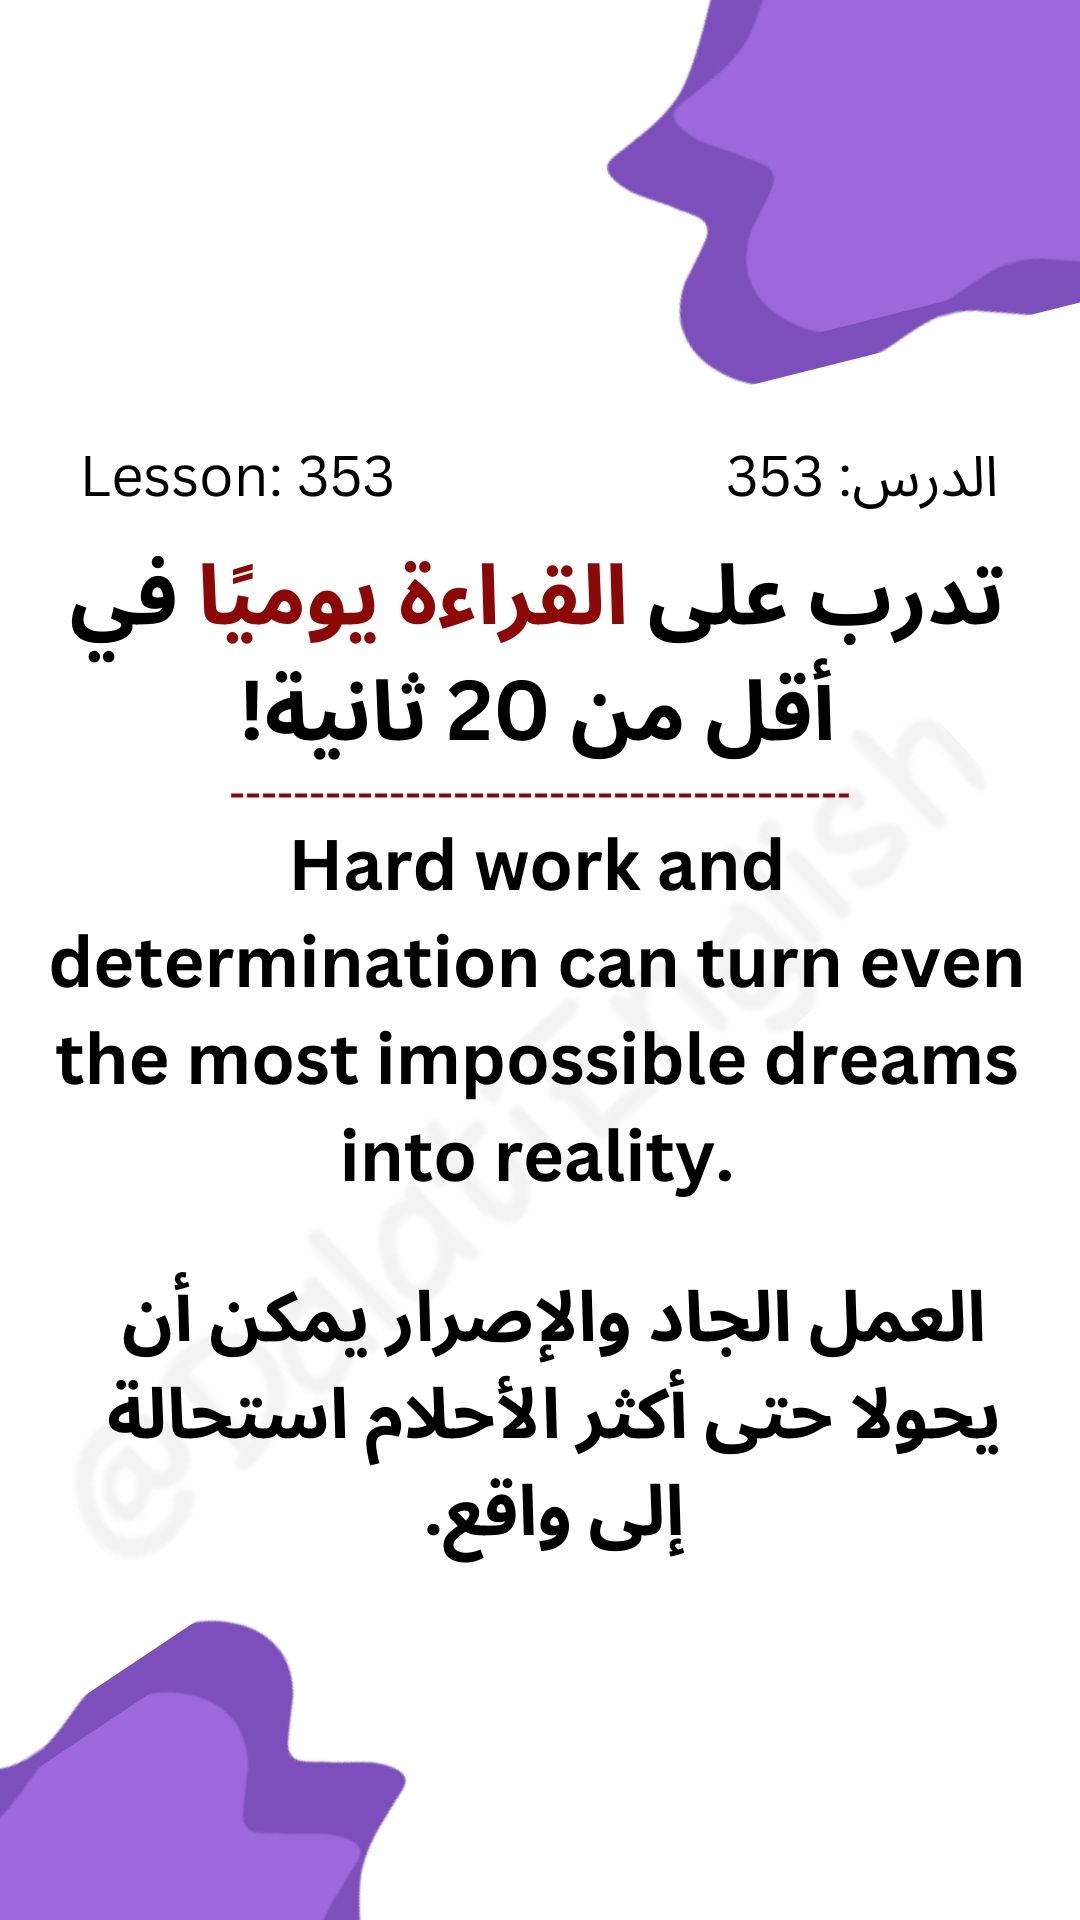 Lesson: 353
الدرس: 353
تدرب على القراءة يوميًا في
أقل من 20 ثانية!
---------------------------------------
Hard work and
determination can turn even
the most impossible dreams
into reality.
العمل الجاد والإصرار يمكن أن
يحولا حتى أكثر الأحلام استحالة
إلى واقع.
@DalatiEnglish